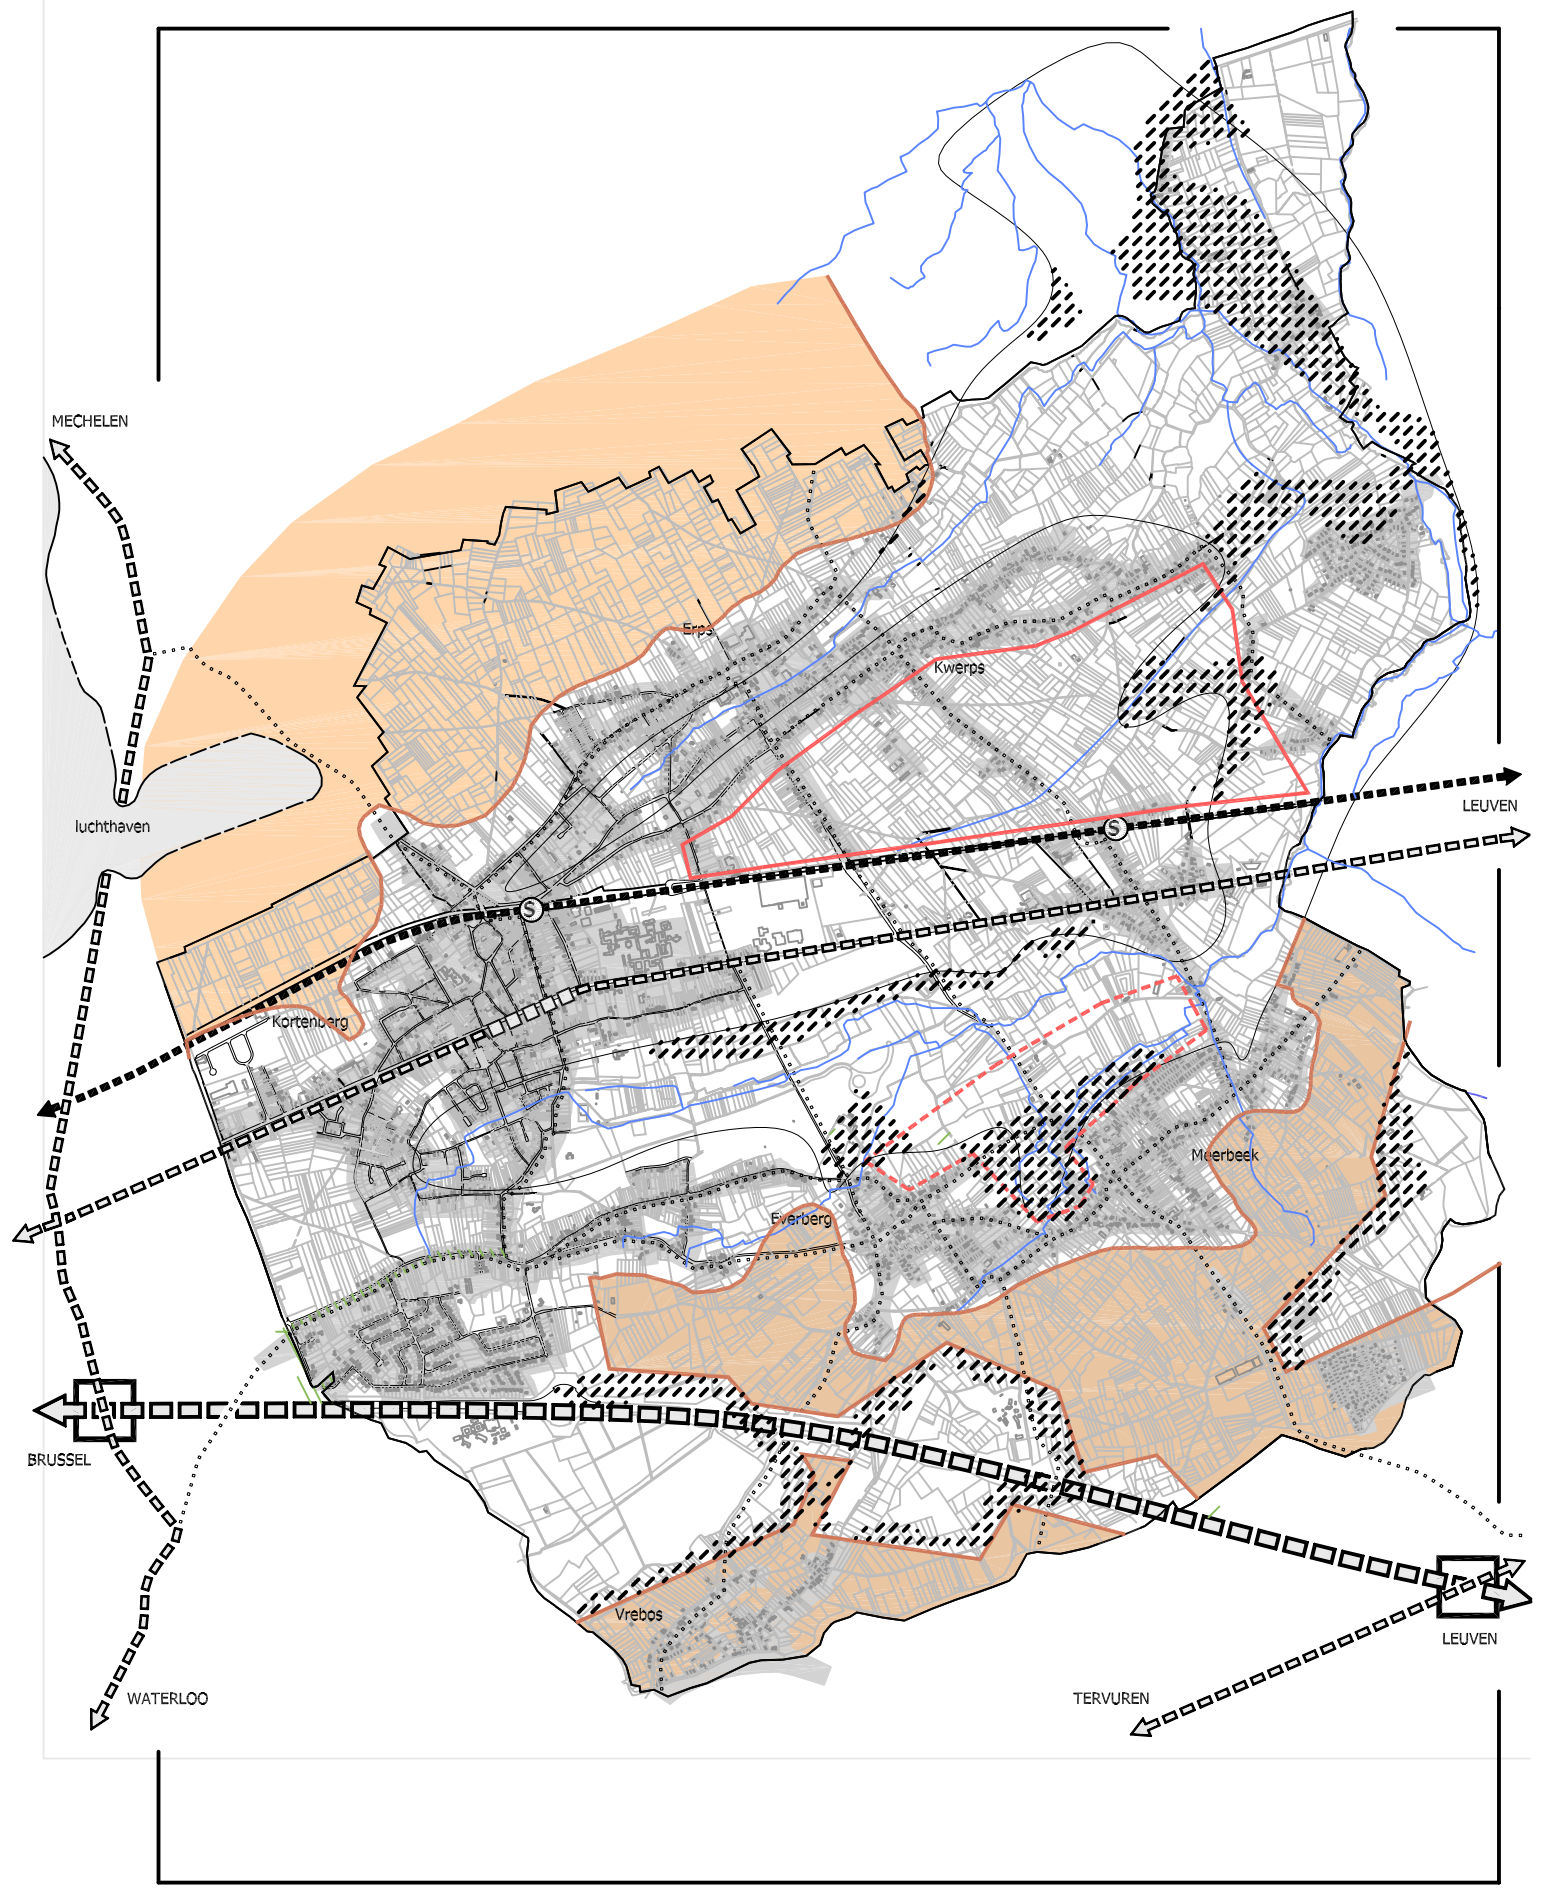 MECHELEN
Erps
Kwerps
S
LEUVEN
luchthaven
S
Kortenberg
Meerbeek
Everberg
BRUSSEL
Vrebos
LEUVEN
WATERLOO
TERVUREN